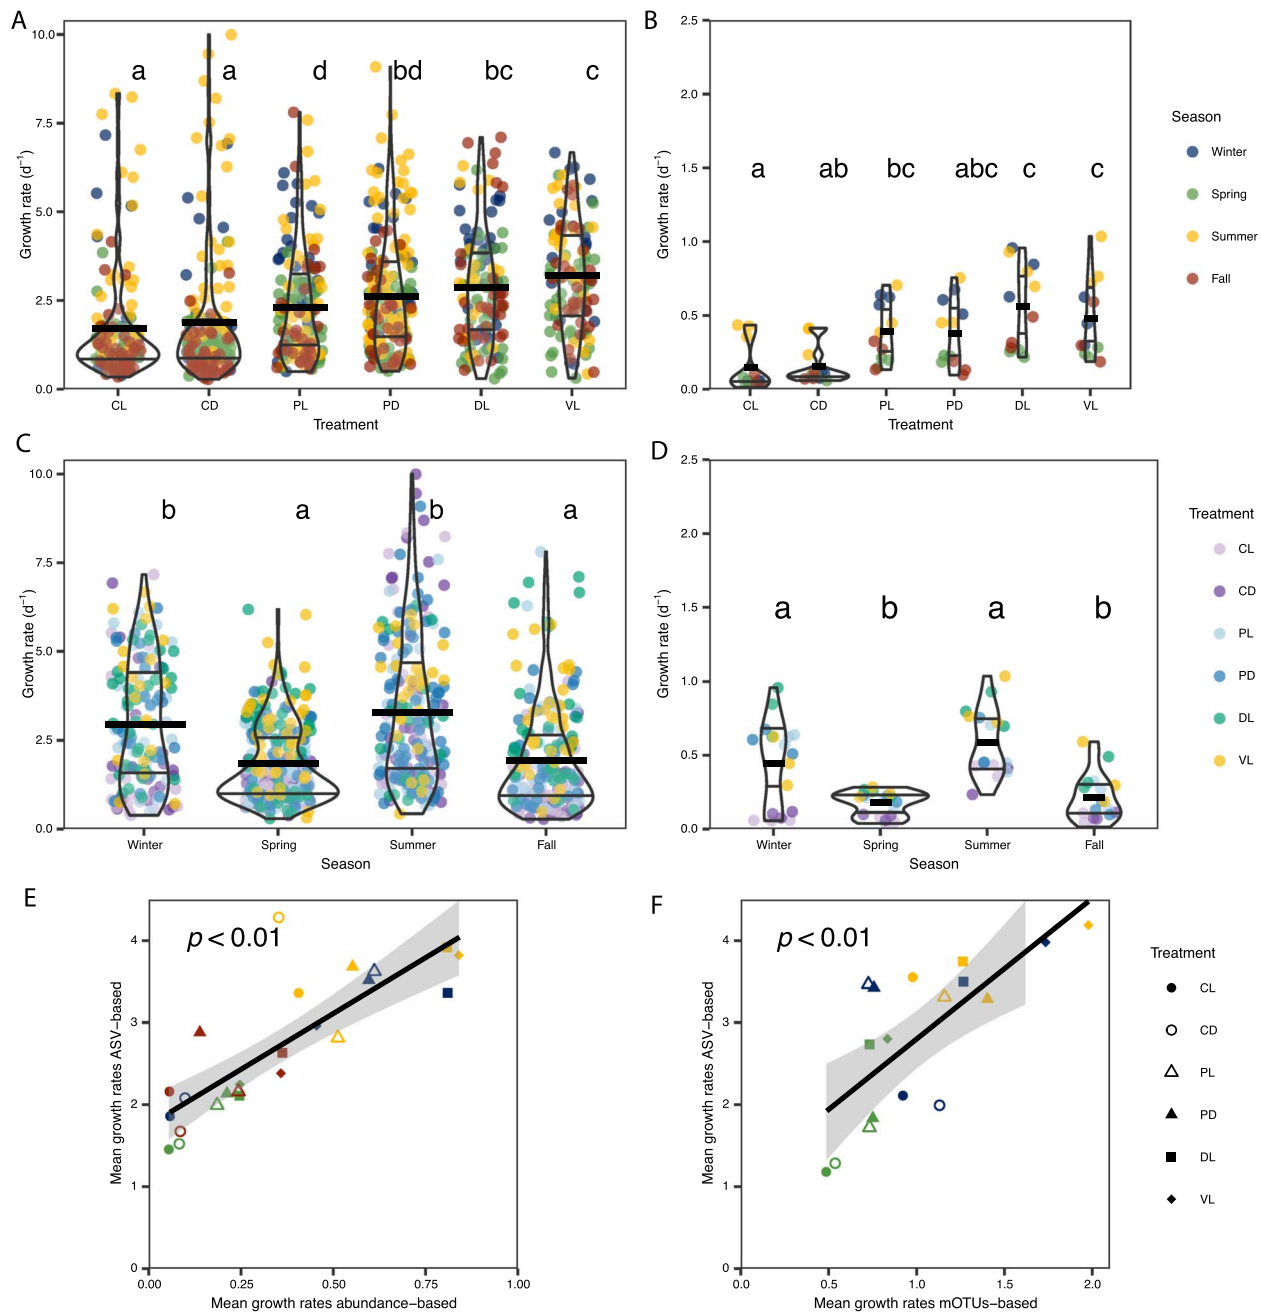 A
10.0
7.5
5.0
2.5
0.0
Growth rate (d⁻¹)
a a d bd bc c
CL CD PL PD DL VL
Treatment
B
2.5
2.0
1.5
1.0
0.5
0.0
Growth rate (d⁻¹)
a ab bc abc c c
CL CD PL PD DL VL
Treatment
Season
Winter
Spring
Summer
Fall
C
10.0
7.5
5.0
2.5
0.0
Growth rate (d⁻¹)
b a b a
Winter Spring Summer Fall
Season
D
2.5
2.0
1.5
1.0
0.5
0.0
Growth rate (d⁻¹)
a b a b
Winter Spring Summer Fall
Treatment
CL
CD
PL
PD
DL
VL
E
4
3
2
1
0
Mean growth rates ASV−based
p < 0.01
0.00 0.25 0.50 0.75 1.00
Mean growth rates abundance−based
F
4
3
2
1
0
Mean growth rates ASV−based
p < 0.01
0.0 0.5 1.0 1.5 2.0
Mean growth rates mOTUs−based
Treatment
CL
CD
PL
PD
DL
VL